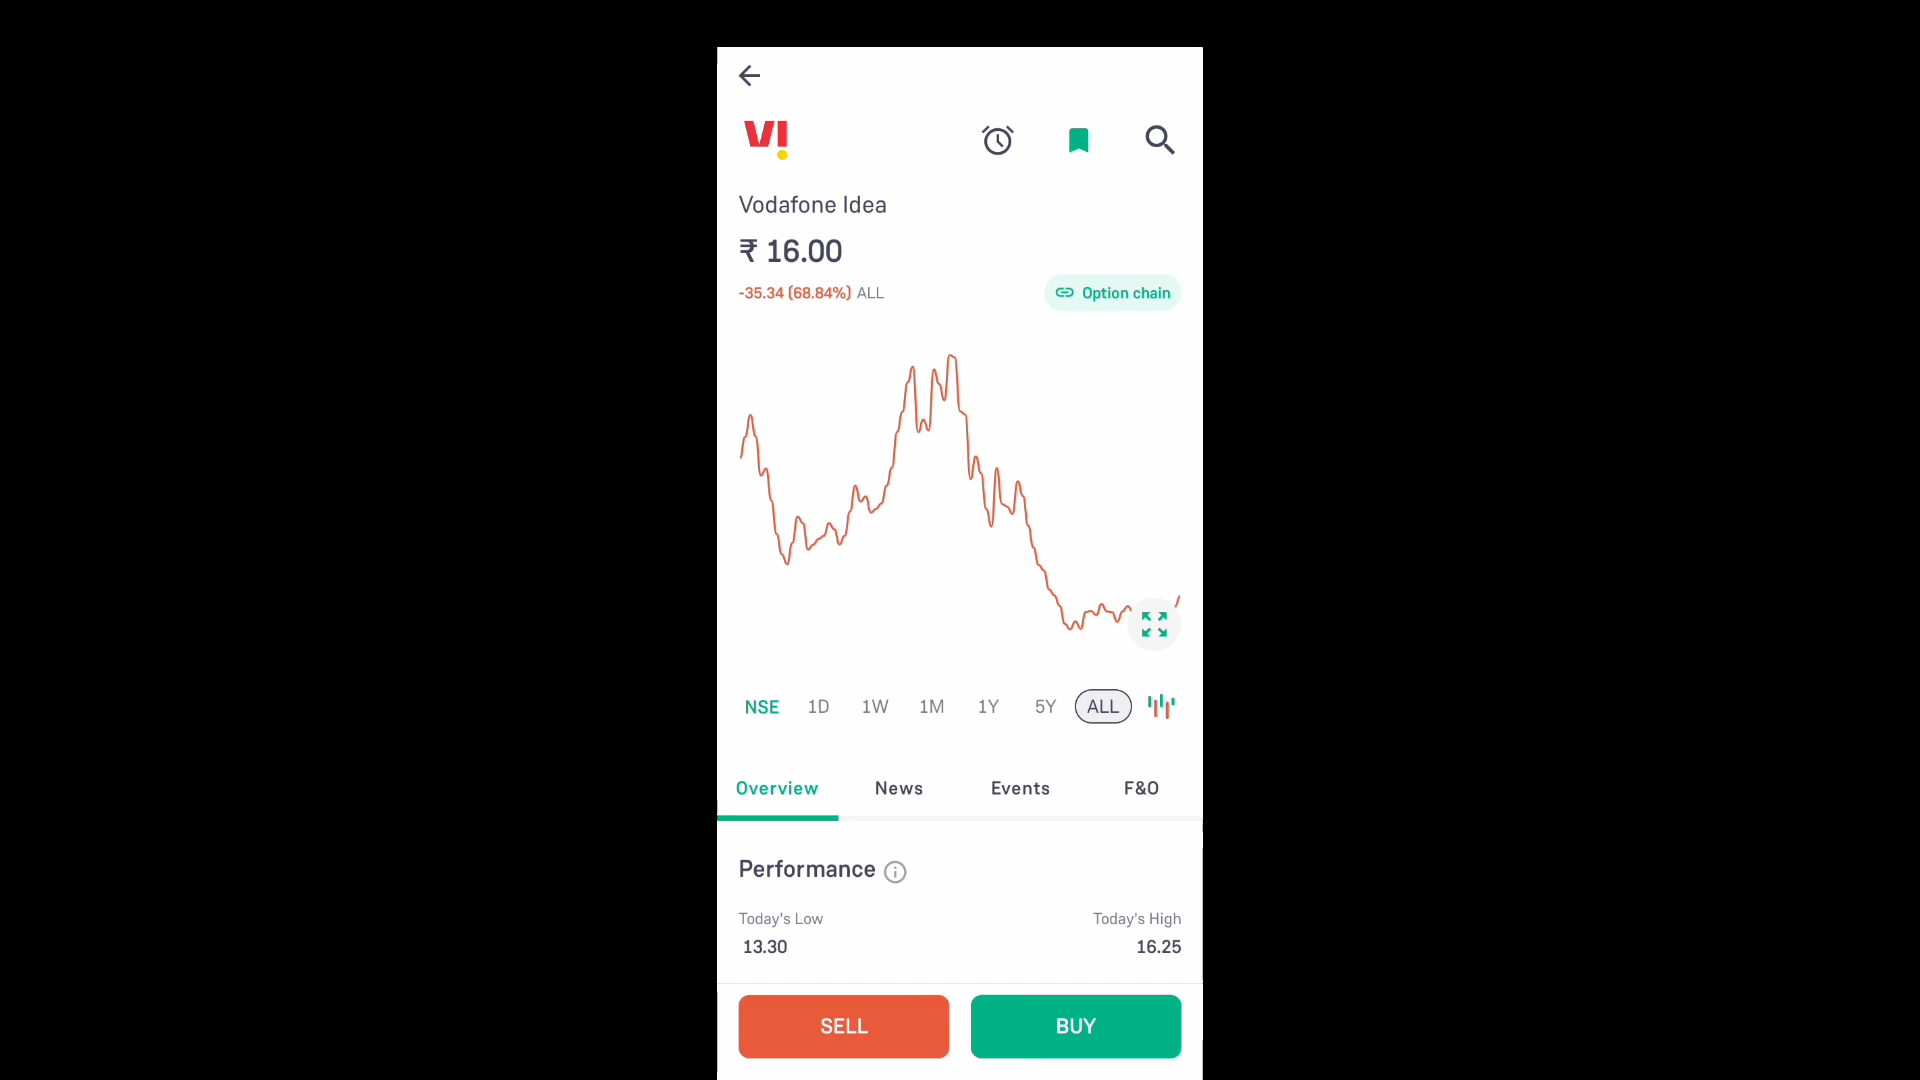 VI
Vodafone Idea
₹ 16.00
-35.34 (68.84%) ALL
Option chain
NSE 1D 1W 1M 1Y 5Y ALL
Overview News Events F&O
Performance
Today's Low Today's High
13.30 16.25
SELL BUY